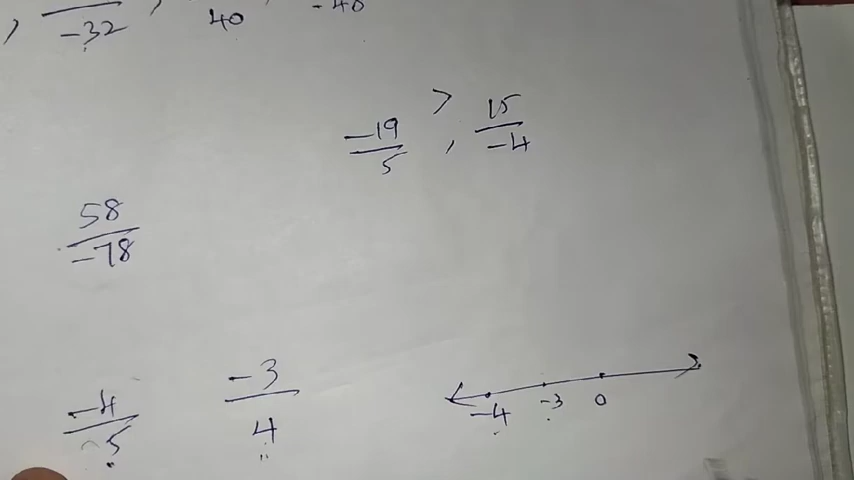 , —/-32, 40, -40
>
-19/5 , 15/-4
58/-78
-4/5 -3/4
-4 -3 0